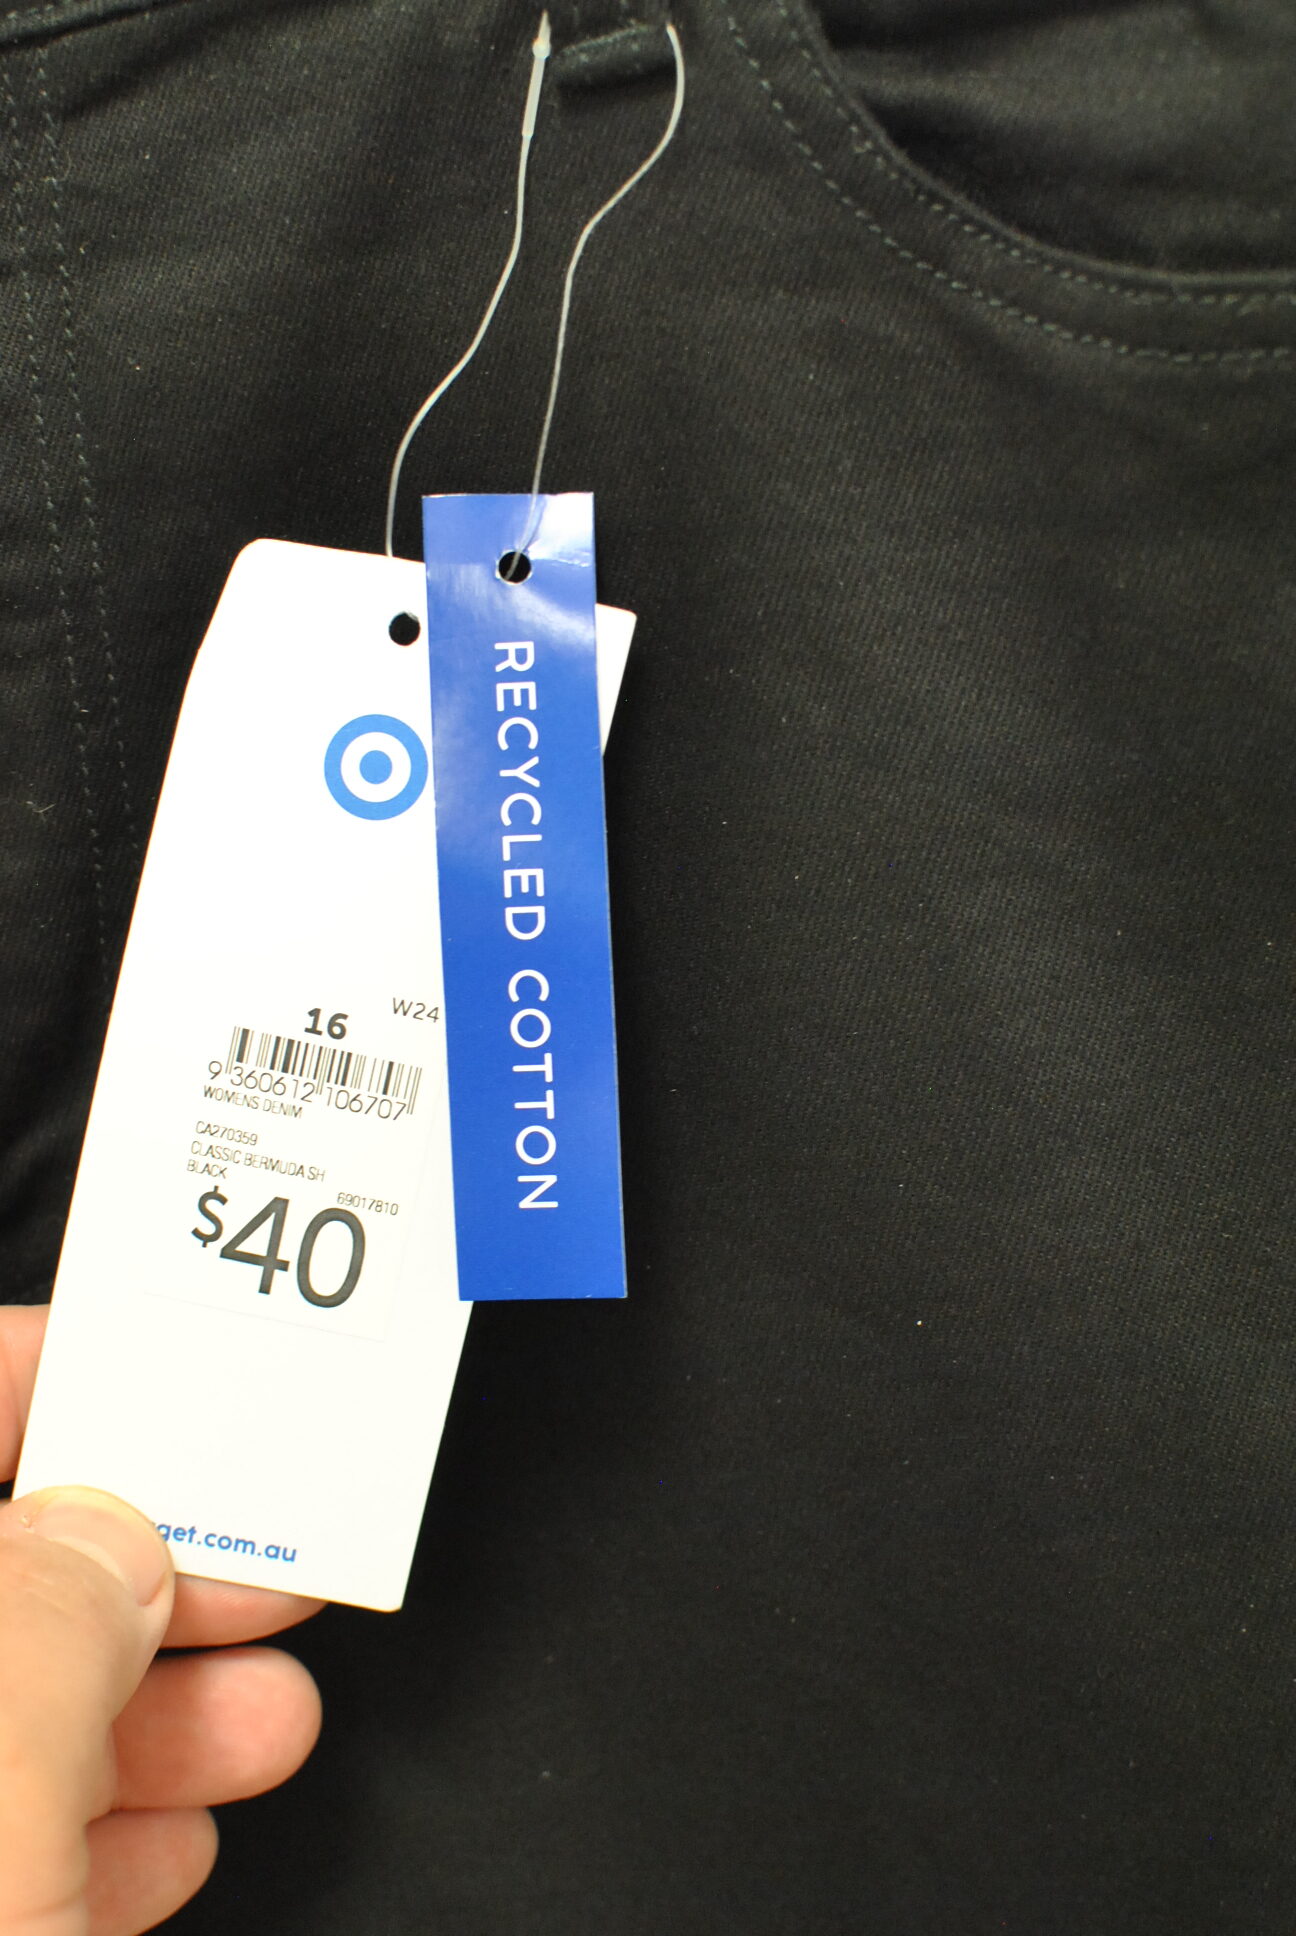 RECYCLED COTTON
W24
16
9 360612 106707
WOMENS DENIM
CA270359
CLASSIC BERMUDA SH
BLACK
69017810
$40
get.com.au